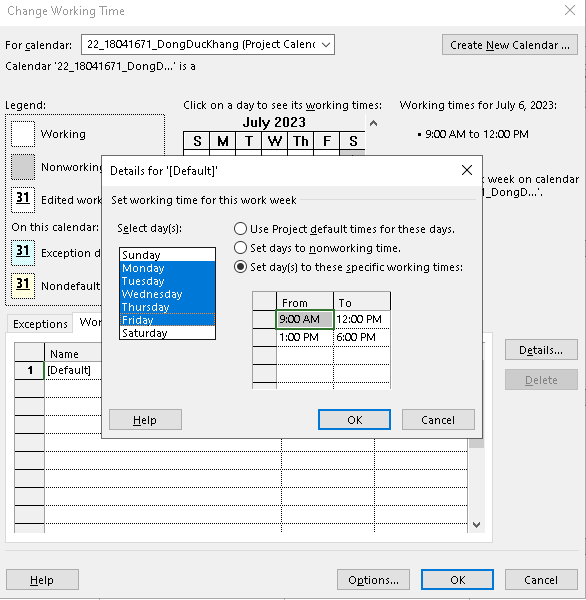 Change Working Time
For calendar: 22_18041671_DongDucKhang (Project Calen
Create New Calendar ...
Calendar '22_18041671_DongD...' is a
Legend:
Working
Nonworking
31 Edited work
On this calendar:
31 Exception d
31 Nondefault
Click on a day to see its working times:
July 2023
S M T W Th F S
Working times for July 6, 2023:
• 9:00 AM to 12:00 PM
week on calendar
_DongD...'.
Details for '[Default]'
Set working time for this work week
Select day(s):
Sunday
Monday
Tuesday
Wednesday
Thursday
Friday
Saturday
Use Project default times for these days.
Set days to nonworking time.
Set day(s) to these specific working times:
From To
9:00 AM 12:00 PM
1:00 PM 6:00 PM
Help OK Cancel
Exceptions Wor
Name
1 [Default]
Details...
Delete
Help Options... OK Cancel